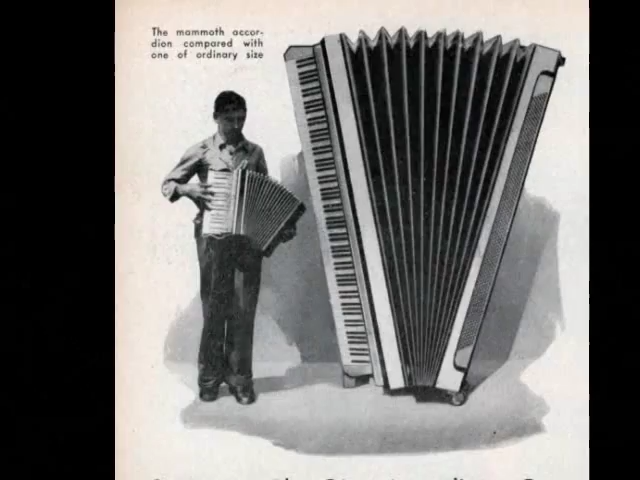 The mammoth accor-
dion compared with
one of ordinary size